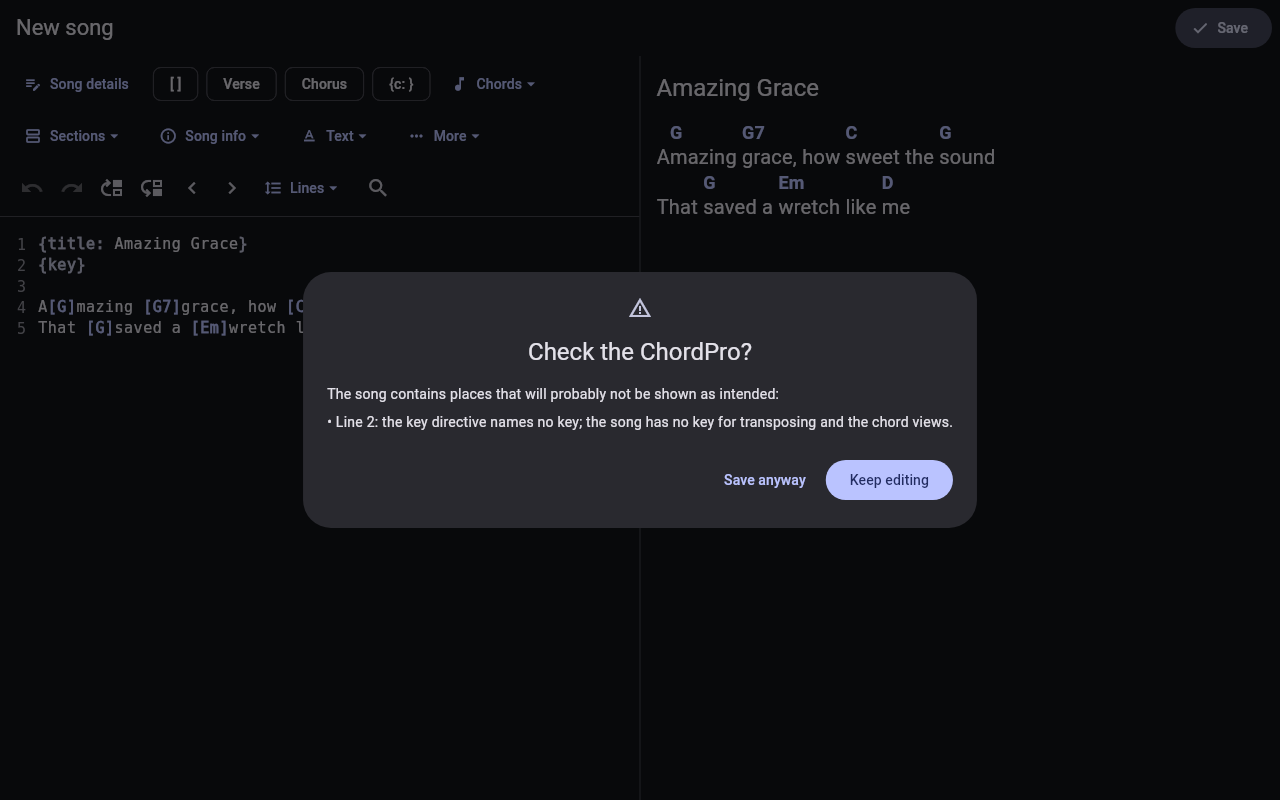 New song
Save
Song details
[ ]
Verse
Chorus
{c: }
Chords
Sections
Song info
Text
More
Lines
1 {title: Amazing Grace}
2 {key}
3
4 A[G]mazing [G7]grace, how [C
5 That [G]saved a [Em]wretch l
Amazing Grace
G G7 C G
Amazing grace, how sweet the sound
G Em D
That saved a wretch like me
Check the ChordPro?
The song contains places that will probably not be shown as intended:
• Line 2: the key directive names no key; the song has no key for transposing and the chord views.
Save anyway
Keep editing